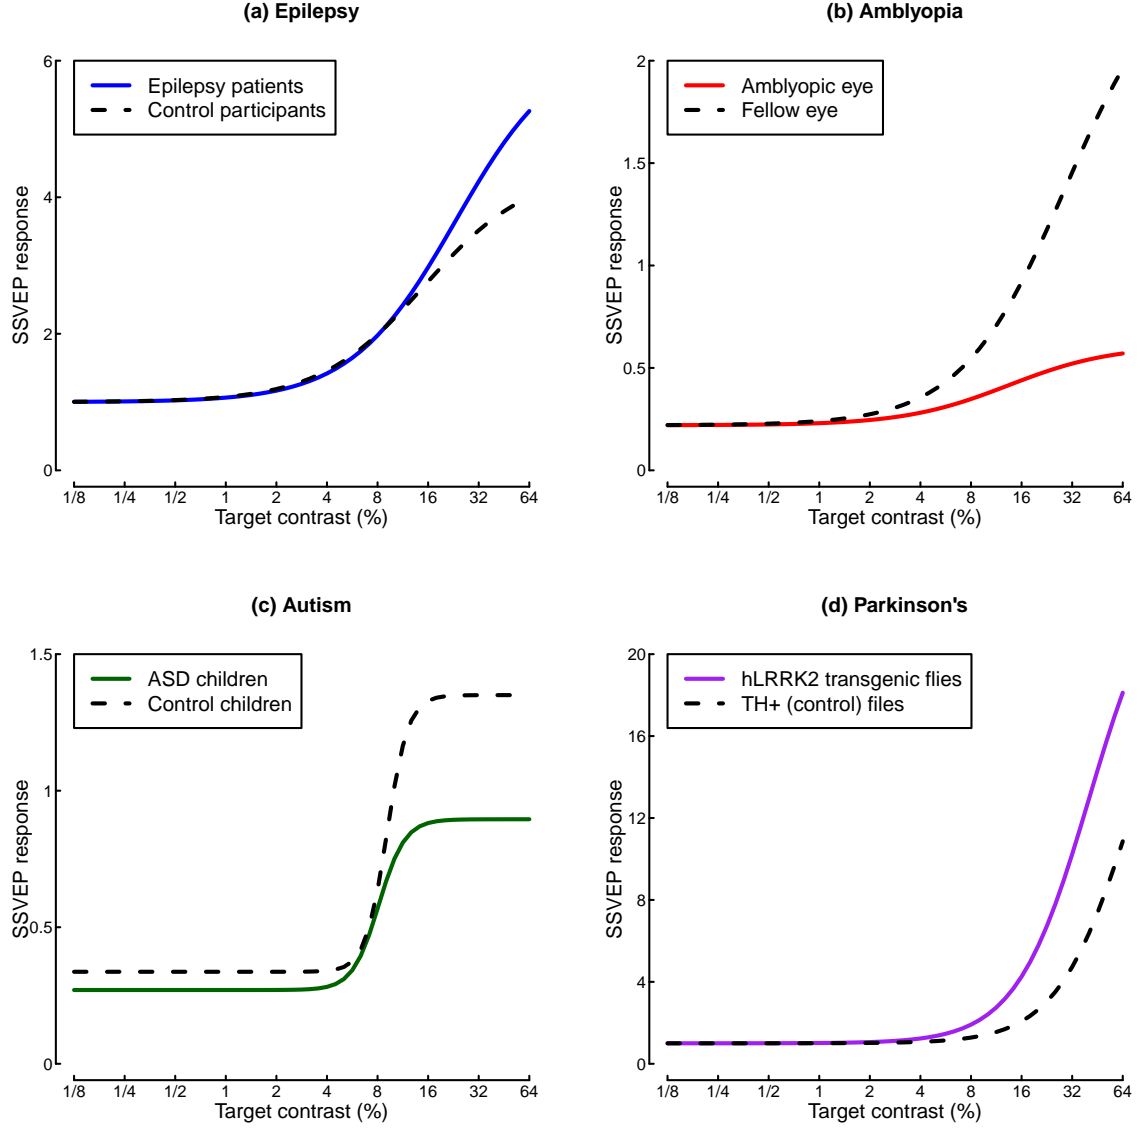 (a) Epilepsy
6
4
2
0
SSVEP response
Epilepsy patients
Control participants
1/8 1/4 1/2 1 2 4 8 16 32 64
Target contrast (%)
(b) Amblyopia
2
1.5
1
0.5
0
SSVEP response
Amblyopic eye
Fellow eye
1/8 1/4 1/2 1 2 4 8 16 32 64
Target contrast (%)
(c) Autism
1.5
1
0.5
0
SSVEP response
ASD children
Control children
1/8 1/4 1/2 1 2 4 8 16 32 64
Target contrast (%)
(d) Parkinson's
20
16
12
8
4
0
SSVEP response
hLRRK2 transgenic flies
TH+ (control) files
1/8 1/4 1/2 1 2 4 8 16 32 64
Target contrast (%)